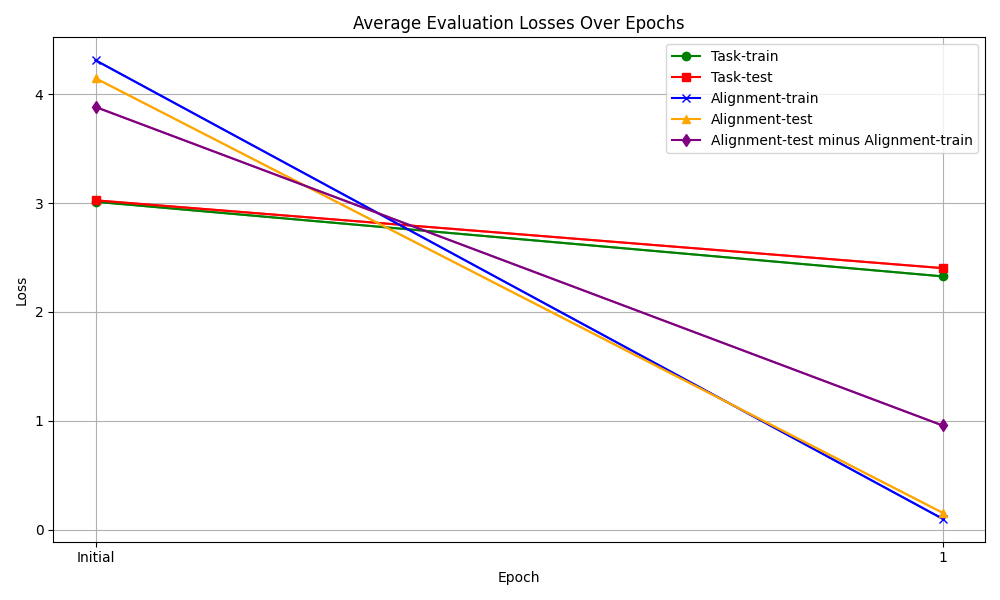 Average Evaluation Losses Over Epochs
Task-train
Task-test
Alignment-train
Alignment-test
Alignment-test minus Alignment-train
Loss
4
3
2
1
0
Initial
1
Epoch